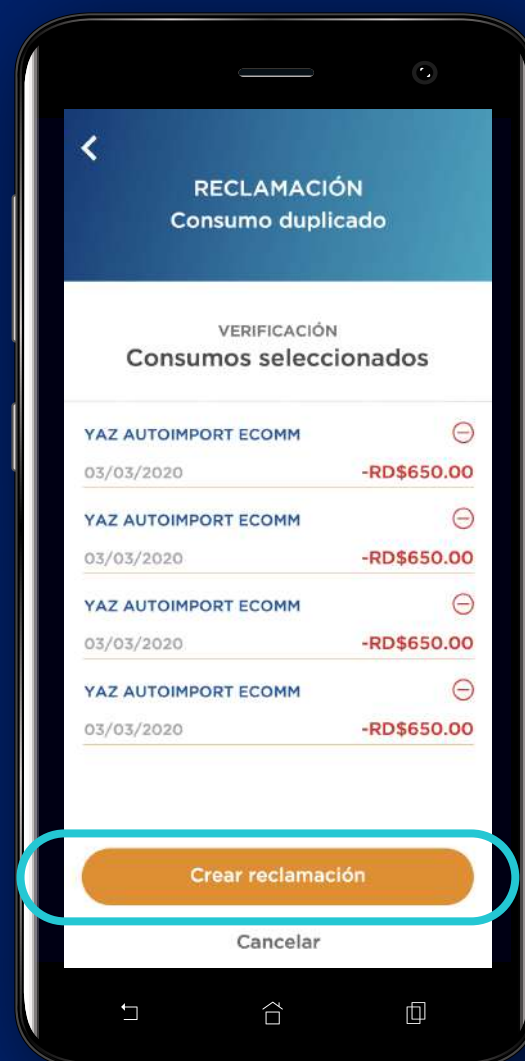 RECLAMACIÓN
Consumo duplicado
VERIFICACIÓN
Consumos seleccionados
YAZ AUTOIMPORT ECOMM
03/03/2020 -RD$650.00
YAZ AUTOIMPORT ECOMM
03/03/2020 -RD$650.00
YAZ AUTOIMPORT ECOMM
03/03/2020 -RD$650.00
YAZ AUTOIMPORT ECOMM
03/03/2020 -RD$650.00
Crear reclamación
Cancelar